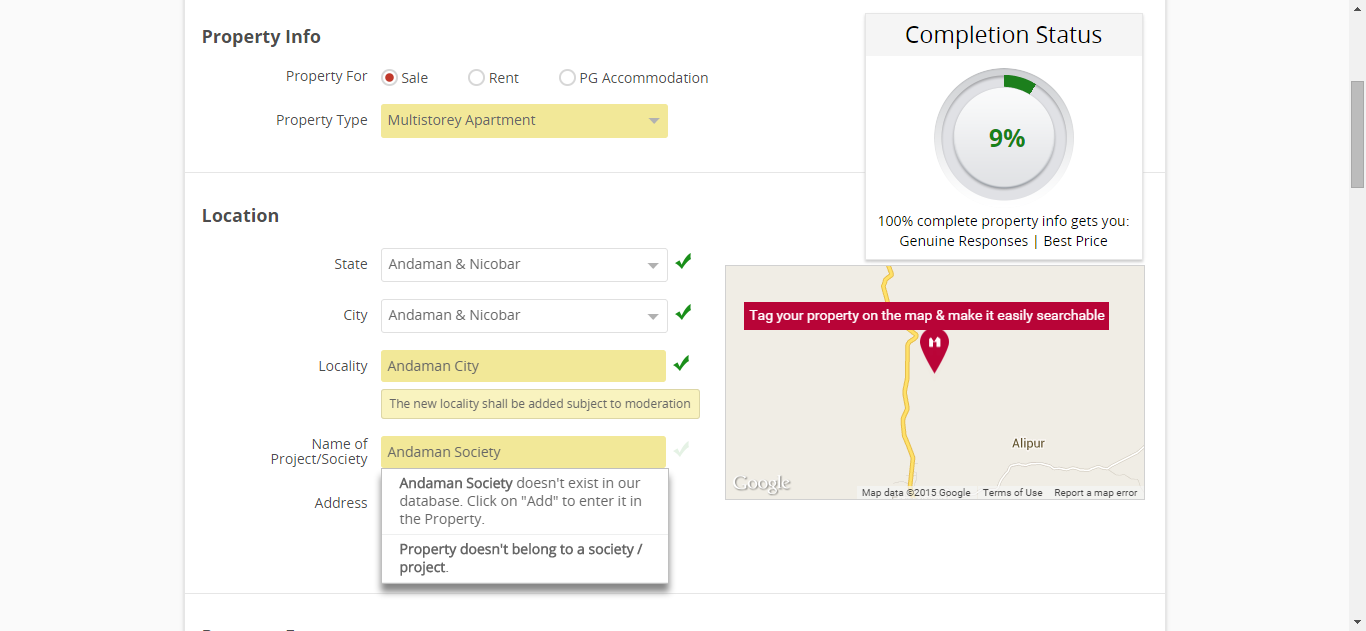 Property Info
Property For
Sale
Rent
PG Accommodation
Property Type
Multistorey Apartment
Completion Status
9%
100% complete property info gets you:
Genuine Responses | Best Price
Location
State
Andaman & Nicobar
City
Andaman & Nicobar
Locality
Andaman City
The new locality shall be added subject to moderation
Name of
Project/Society
Andaman Society
Andaman Society doesn't exist in our
database. Click on "Add" to enter it in
the Property.
Property doesn't belong to a society /
project.
Address
Tag your property on the map & make it easily searchable
Alipur
Google
Map data ©2015 Google
Terms of Use
Report a map error